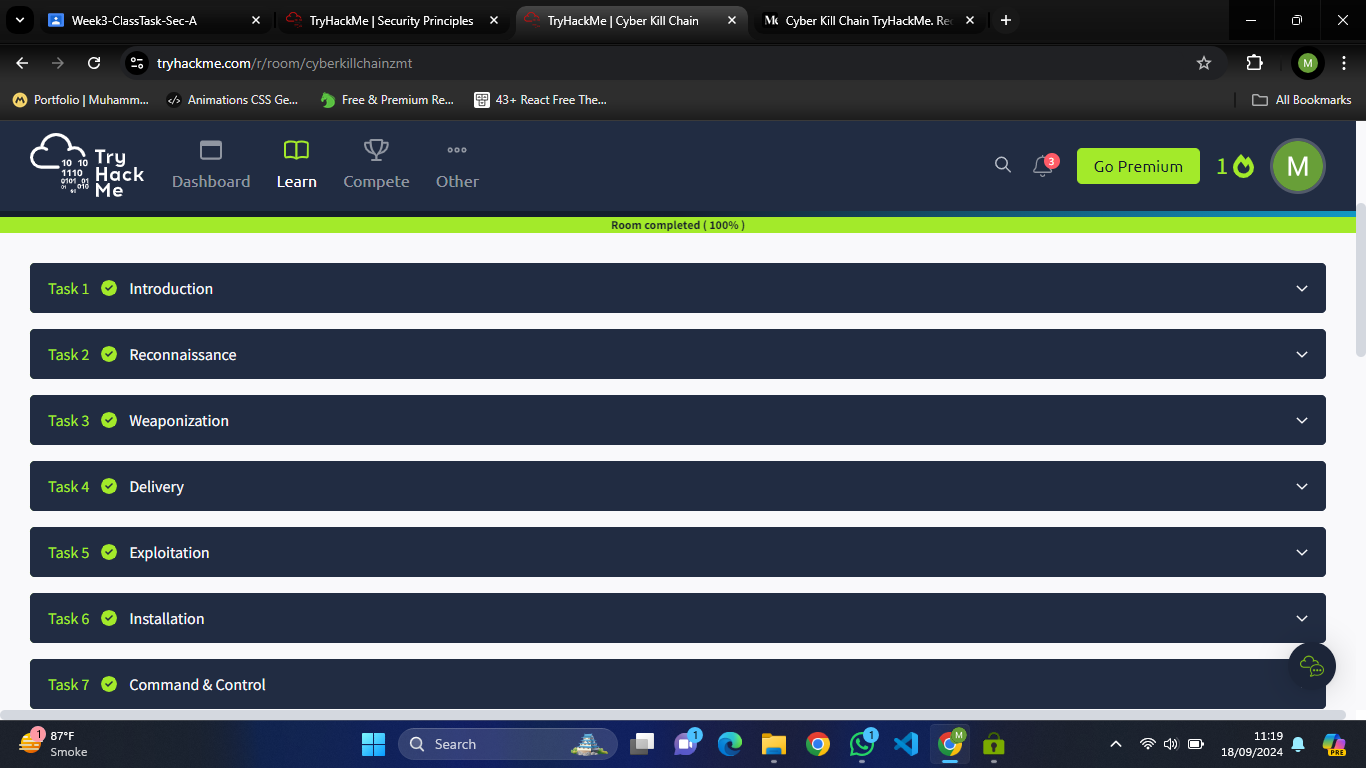 Week3-ClassTask-Sec-A
TryHackMe | Security Principles
TryHackMe | Cyber Kill Chain
Cyber Kill Chain TryHackMe. Re
tryhackme.com/r/room/cyberkillchainzmt
M
Portfolio | Muhamm...
Animations CSS Ge...
Free & Premium Re...
43+ React Free The...
All Bookmarks
Try
Hack
Me
Dashboard
Learn
Compete
Other
3
Go Premium
1
M
Room completed ( 100% )
Task 1 Introduction
Task 2 Reconnaissance
Task 3 Weaponization
Task 4 Delivery
Task 5 Exploitation
Task 6 Installation
Task 7 Command & Control
1
87°F
Smoke
Search
1
1
M
11:19
18/09/2024
PRE